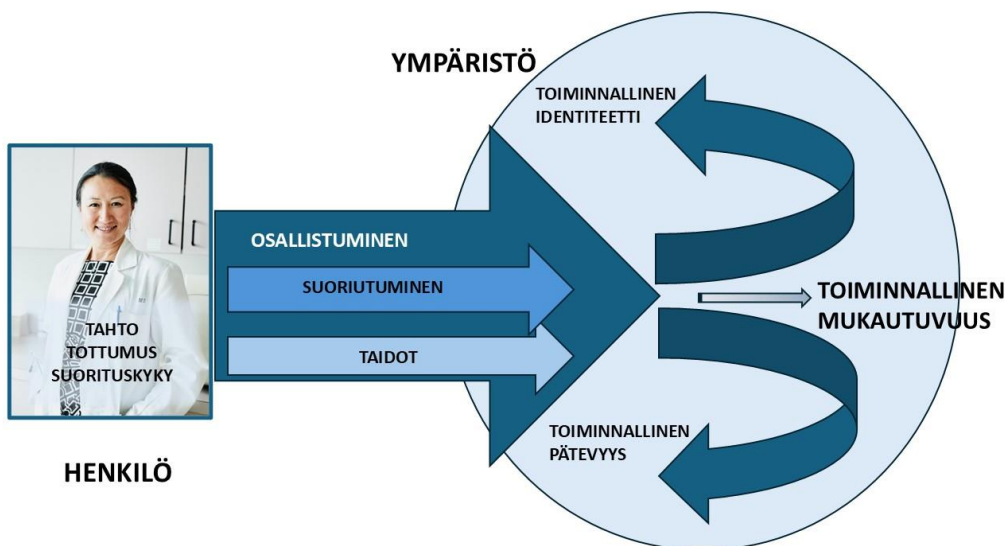 YMPÄRISTÖ
TOIMINNALLINEN
IDENTITEETTI
OSALLISTUMINEN
SUORIUTUMINEN
TAIDOT
TAHTO
TOTTUMUS
SUORITUSKYKY
HENKILÖ
TOIMINNALLINEN
MUKAUTUVUUS
TOIMINNALLINEN
PÄTEVYYS